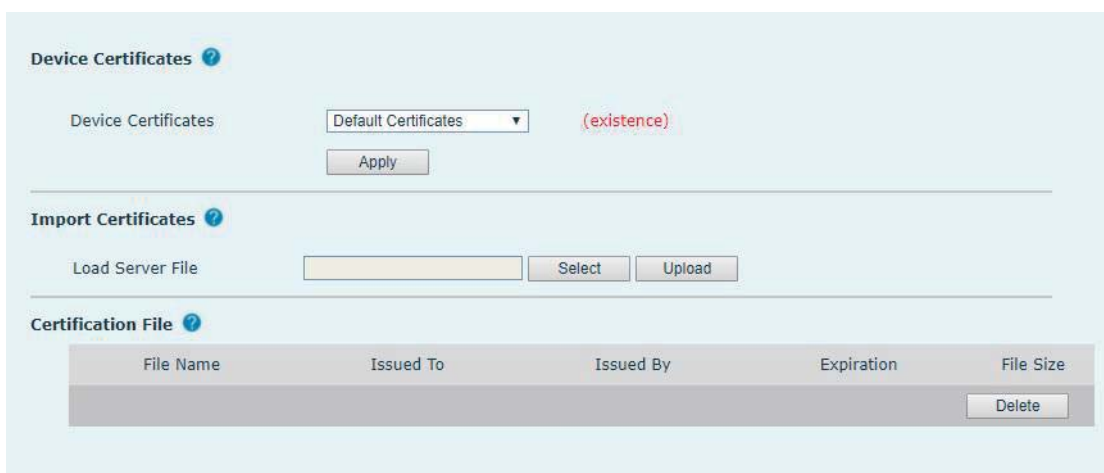 Device Certificates ?
Device Certificates Default Certificates (existence)
Apply
Import Certificates ?
Load Server File Select Upload
Certification File ?
File Name Issued To Issued By Expiration File Size
Delete